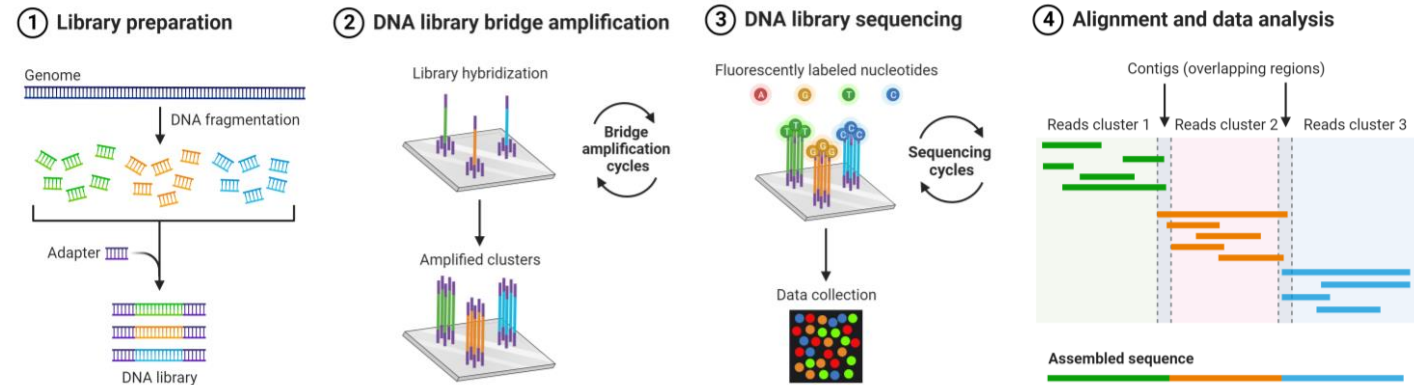 1 Library preparation
Genome
DNA fragmentation
Adapter
DNA library
2 DNA library bridge amplification
Library hybridization
Bridge
amplification
cycles
Amplified clusters
3 DNA library sequencing
Fluorescently labeled nucleotides
A G T C
T T T
G G G
C C C
Sequencing
cycles
Data collection
4 Alignment and data analysis
Contigs (overlapping regions)
Reads cluster 1 Reads cluster 2 Reads cluster 3
Assembled sequence